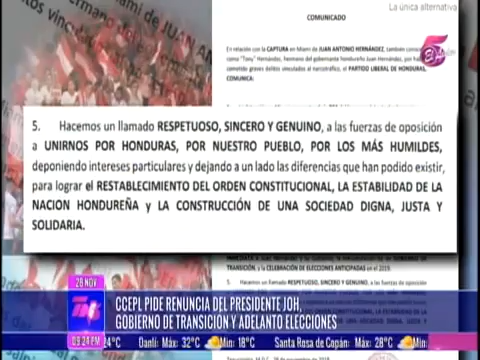 La única alternativa
COMUNICADO
En relación con la CAPTURA en Miami de JUAN ANTONIO HERNÁNDEZ, también conoci
como "Tony" Hernández, hermano del gobernante hondureño Juan Hernández, por hab
cometido graves delitos vinculados al narcotráfico, el PARTIDO LIBERAL DE HONDURAS,
COMUNICA:
5. Hacemos un llamado RESPETUOSO, SINCERO Y GENUINO, a las fuerzas de oposición
a UNIRNOS POR HONDURAS, POR NUESTRO PUEBLO, POR LOS MÁS HUMILDES,
deponiendo intereses particulares y dejando a un lado las diferencias que han podido existir,
para lograr el RESTABLECIMIENTO DEL ORDEN CONSTITUCIONAL, LA ESTABILIDAD DE LA
NACION HONDUREÑA y LA CONSTRUCCIÓN DE UNA SOCIEDAD DIGNA, JUSTA Y
SOLIDARIA.
TRANSICIÓN, y la CELEBRACIÓN DE ELECCIONES ANTICIPADAS en el 2019.
Hacemos un llamado RESPETUOSO, SINCERO Y GENUINO, a las fuerzas de oposición
28 NOV
CCEPL PIDE RENUNCIA DEL PRESIDENTE JOH,
GOBIERNO DE TRANSICIÓN Y ADELANTO ELECCIONES
09:24 PM 24°C Danlí: Máx: 32°C Mín: 18°C Santa Rosa de Copán: Máx: 28°C Mín: 18°C